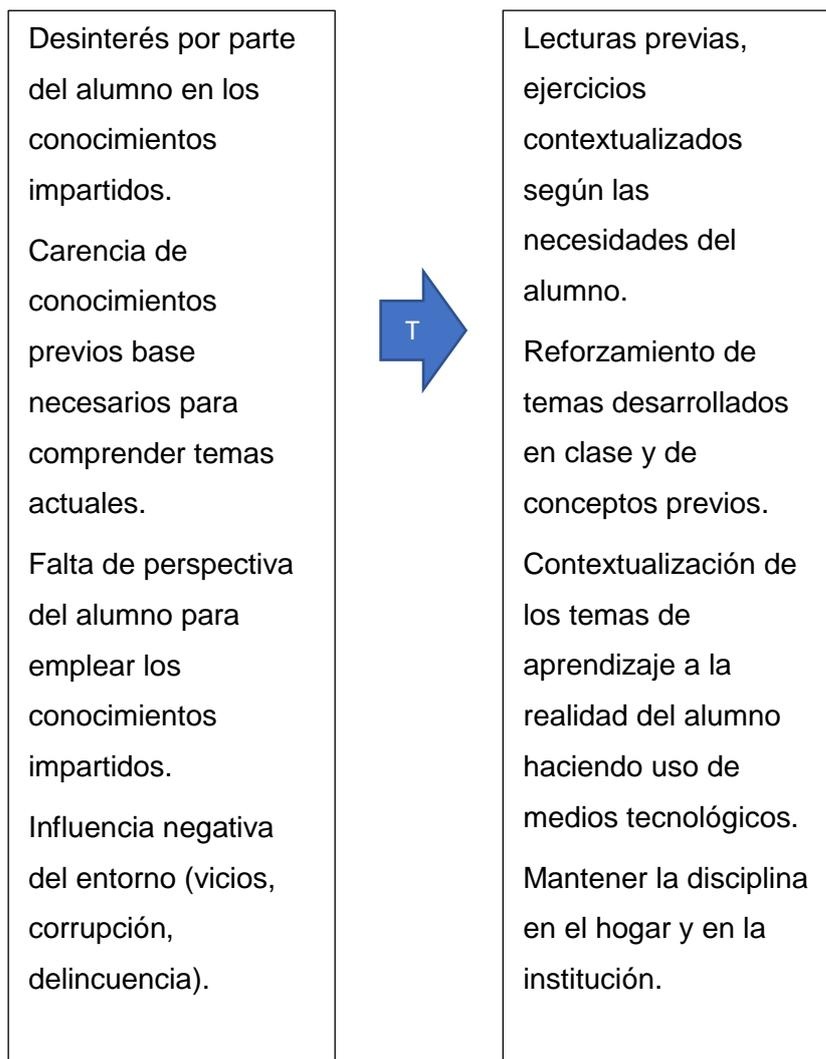 Desinterés por parte
del alumno en los
conocimientos
impartidos.
Carencia de
conocimientos
previos base
necesarios para
comprender temas
actuales.
Falta de perspectiva
del alumno para
emplear los
conocimientos
impartidos.
Influencia negativa
del entorno (vicios,
corrupción,
delincuencia).
T
Lecturas previas,
ejercicios
contextualizados
según las
necesidades del
alumno.
Reforzamiento de
temas desarrollados
en clase y de
conceptos previos.
Contextualización de
los temas de
aprendizaje a la
realidad del alumno
haciendo uso de
medios tecnológicos.
Mantener la disciplina
en el hogar y en la
institución.